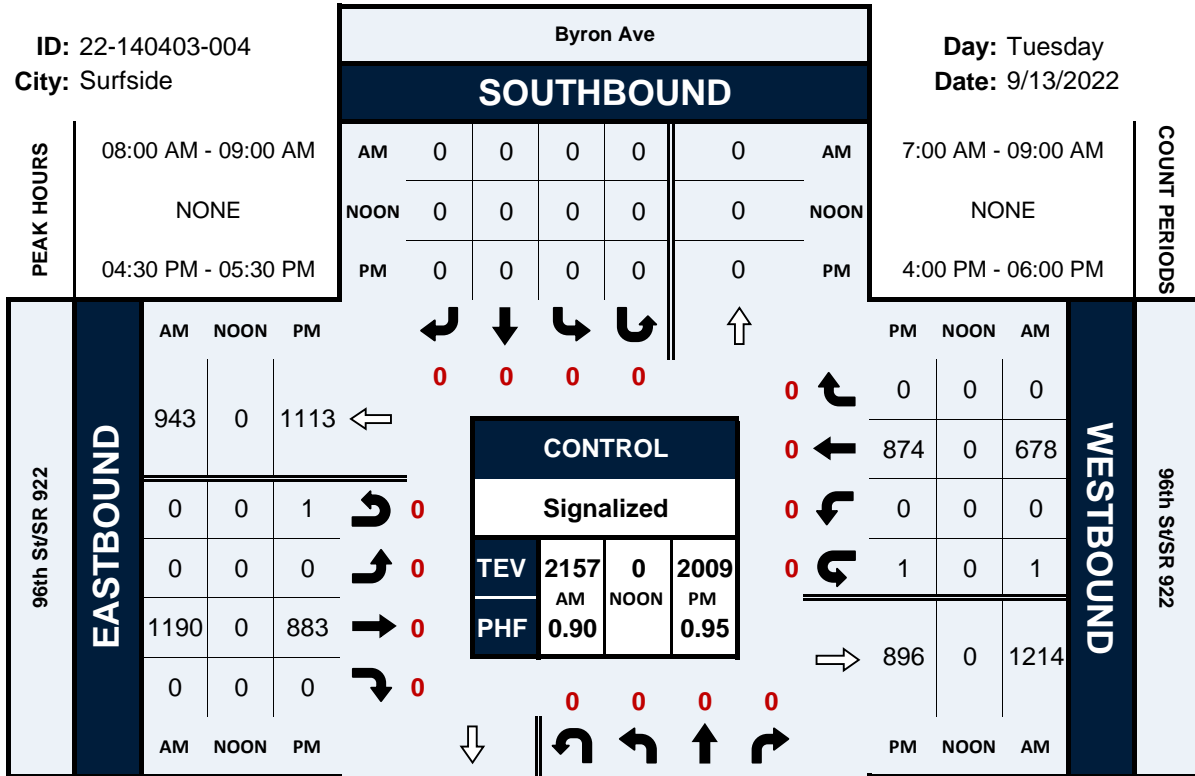 Byron Ave
ID: 22-140403-004
City: Surfside
Day: Tuesday
Date: 9/13/2022
SOUTHBOUND
PEAK HOURS
08:00 AM - 09:00 AM
NONE
04:30 PM - 05:30 PM
AM 0 0 0 0 0 AM
NOON 0 0 0 0 0 NOON
PM 0 0 0 0 0 PM
7:00 AM - 09:00 AM
NONE
4:00 PM - 06:00 PM
COUNT PERIODS
0 0 0 0
96th St/SR 922
EASTBOUND
AM NOON PM
943 0 1113
0 0 1 0
0 0 0 0
1190 0 883 0
0 0 0 0
AM NOON PM
CONTROL
Signalized
TEV 2157 0 2009
AM NOON PM
PHF 0.90 0.95
PM NOON AM
0 0 0 0
0 874 0 678
0 0 0 0
0 1 0 1
896 0 1214
PM NOON AM
WESTBOUND
96th St/SR 922
0 0 0 0